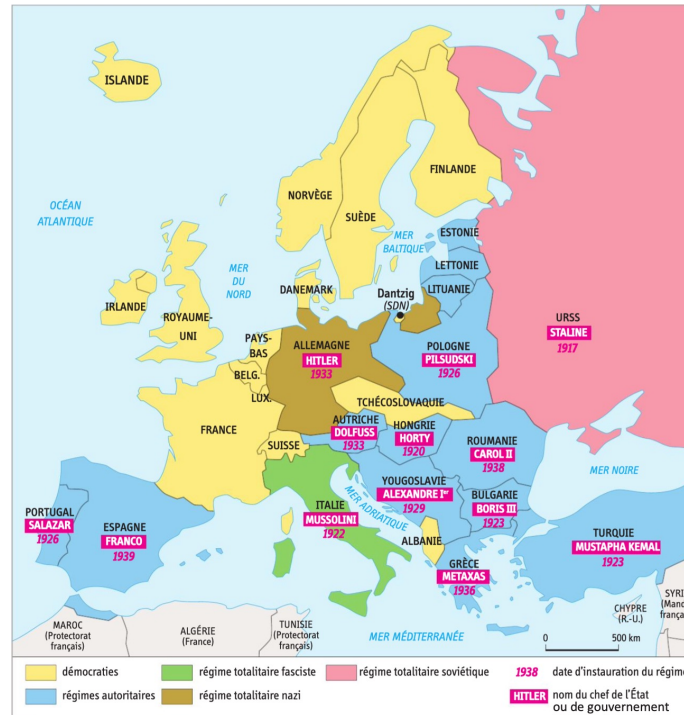 ISLANDE
OCÉAN
ATLANTIQUE
NORVÈGE
SUÈDE
FINLANDE
MER
BALTIQUE
ESTONIE
LETTONIE
LITUANIE
MER
DU
NORD
DANEMARK
Dantzig
(SDN)
IRLANDE
ROYAUME-
UNI
PAYS-
BAS
BELG.
LUX.
ALLEMAGNE
HITLER
1933
POLOGNE
PILSUDSKI
1926
URSS
STALINE
1917
TCHÉCOSLOVAQUIE
FRANCE
SUISSE
AUTRICHE
DOLFUSS
1933
HONGRIE
HORTY
1920
ROUMANIE
CAROL II
1938
MER NOIRE
YOUGOSLAVIE
ALEXANDRE Ier
1929
BULGARIE
BORIS III
1923
ITALIE
MUSSOLINI
1922
MER ADRIATIQUE
ALBANIE
GRÈCE
METAXAS
1936
TURQUIE
MUSTAPHA KEMAL
1923
PORTUGAL
SALAZAR
1926
ESPAGNE
FRANCO
1939
MAROC
(Protectorat
français)
ALGÉRIE
(France)
TUNISIE
(Protectorat
français)
MER MÉDITERRANÉE
CHYPRE
(R.-U.)
SYRI
(Mand
françai
0 500 km
démocraties
régimes autoritaires
régime totalitaire fasciste
régime totalitaire nazi
régime totalitaire soviétique
1938 date d'instauration du régime
HITLER nom du chef de l'État
ou de gouvernement